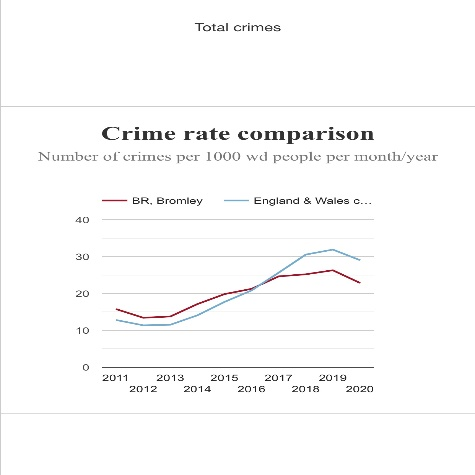 Total crimes
Crime rate comparison
Number of crimes per 1000 wd people per month/year
BR, Bromley England & Wales c...
40
30
20
10
0
2011 2013 2015 2017 2019
2012 2014 2016 2018 2020